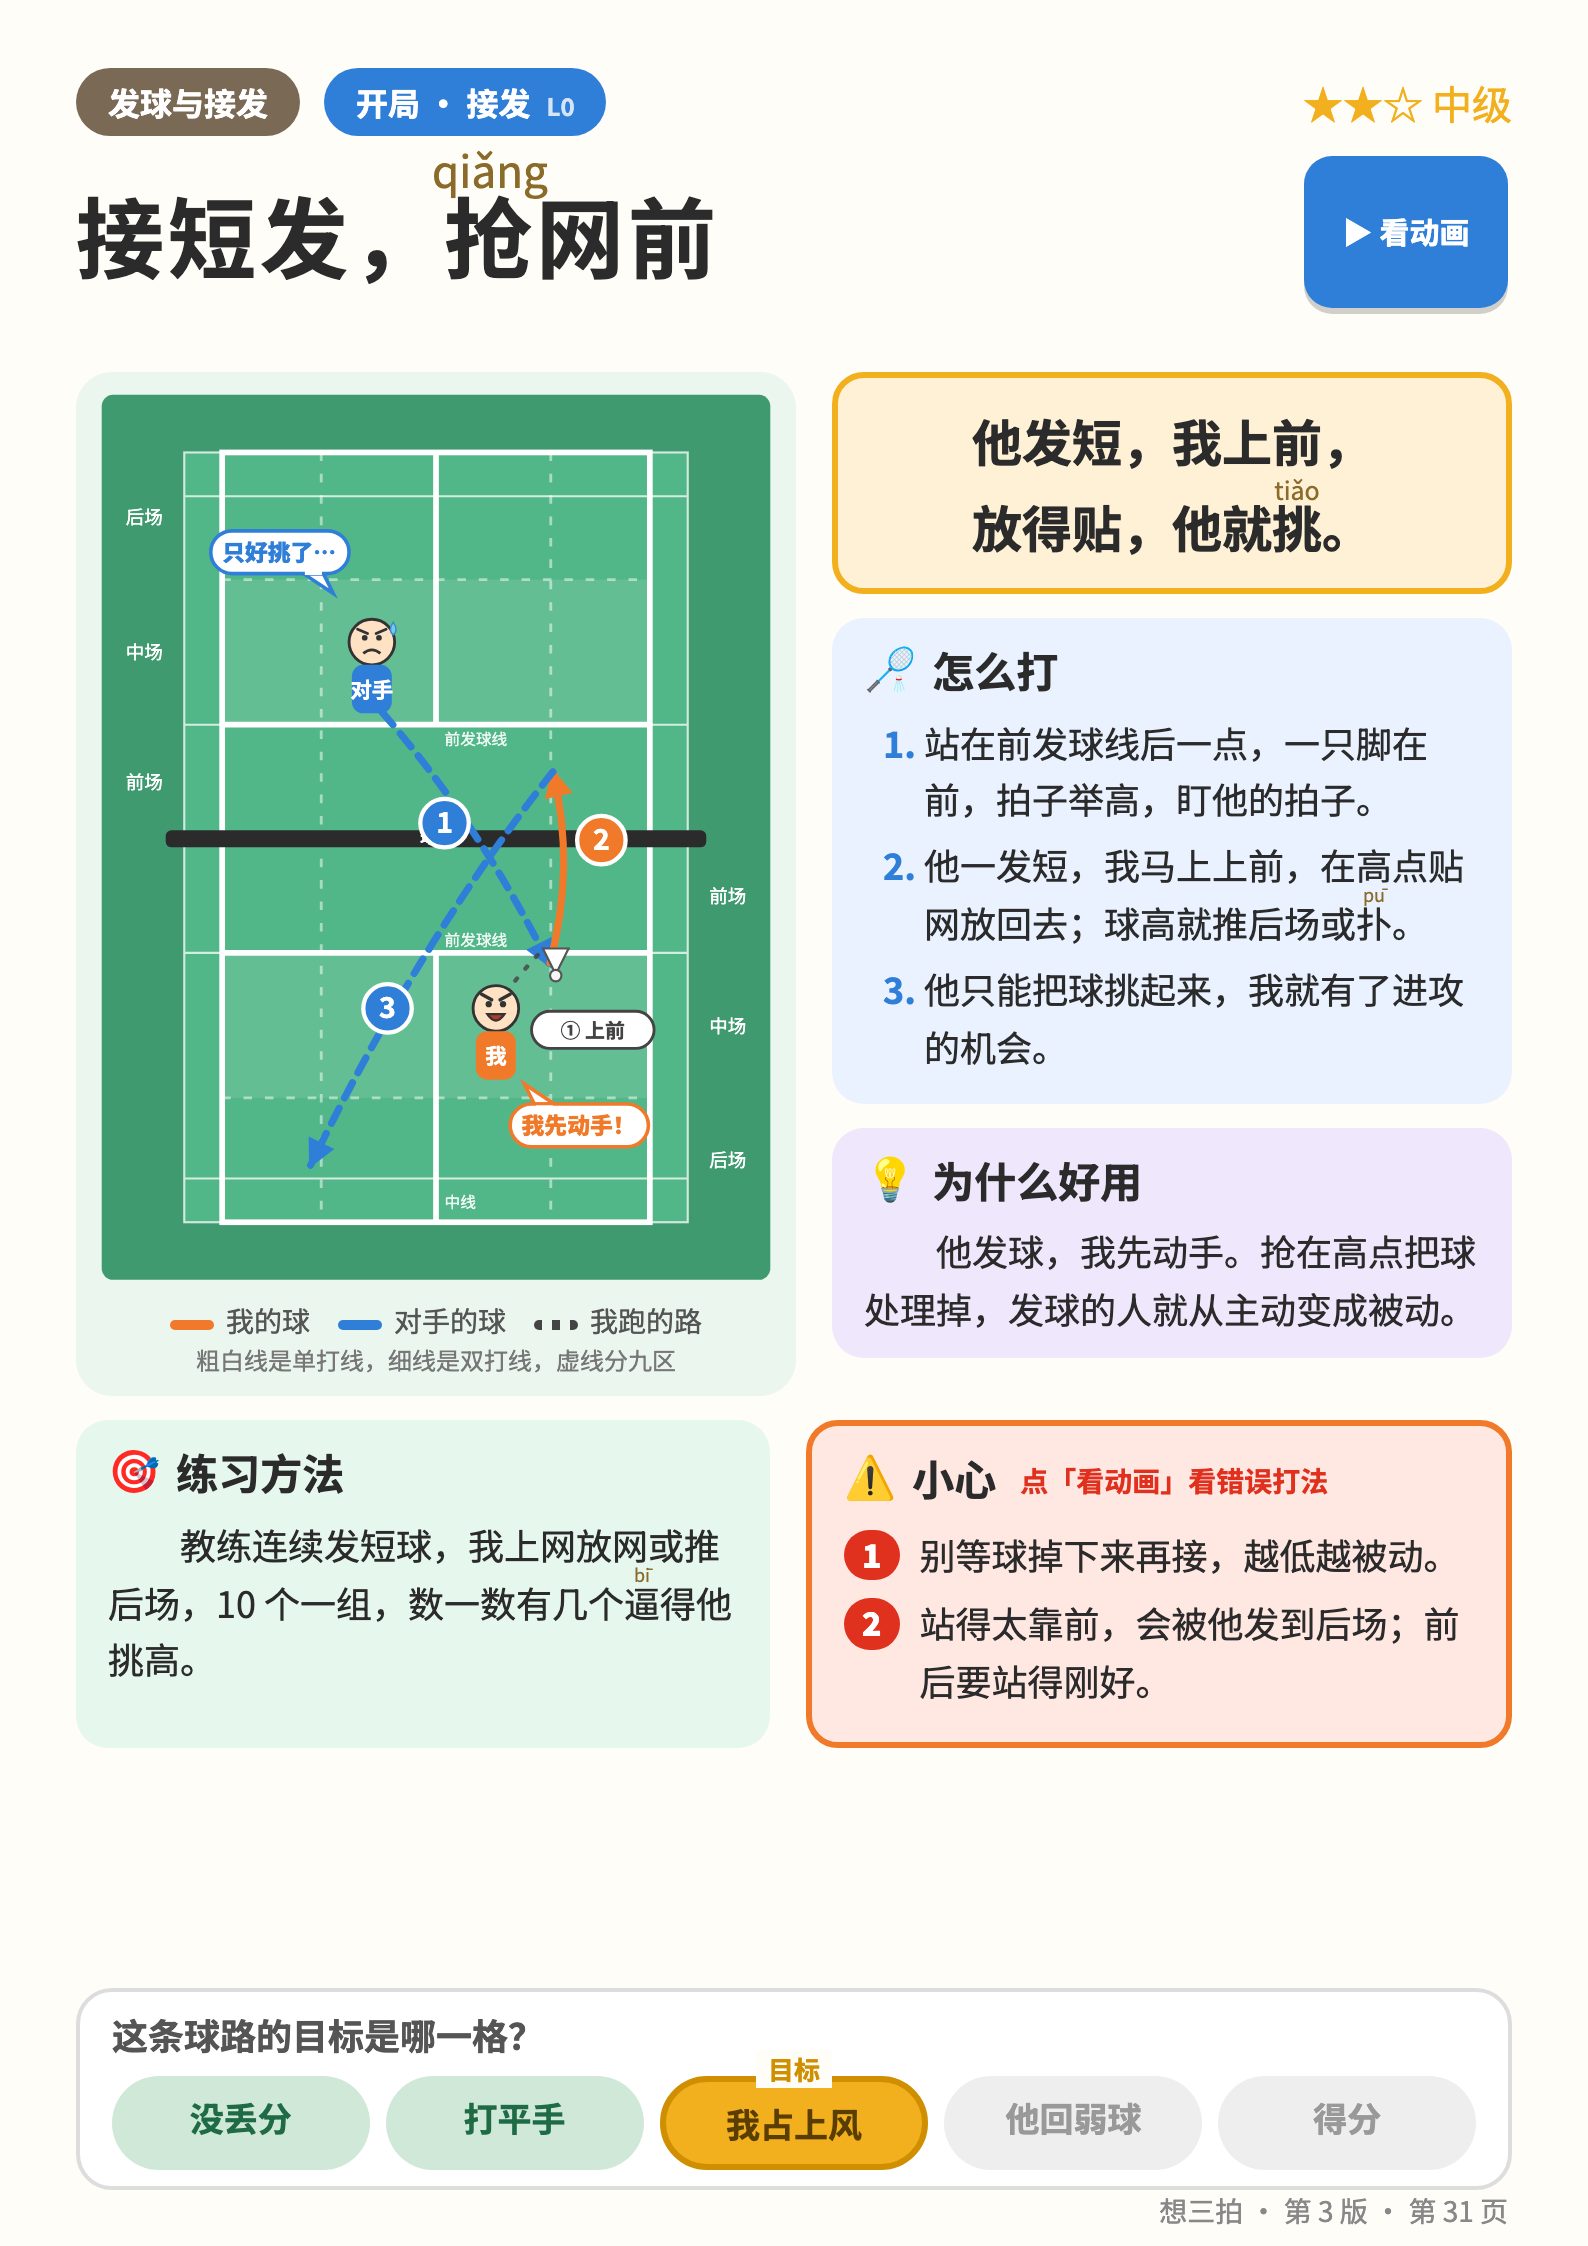 发球与接发
开局 · 接发 L0
★★☆ 中级
qiǎng
接短发，抢网前
▶ 看动画
后场
只好挑了…
中场
对手
前发球线
前场
1
2
前场
前发球线
3
我
① 上前
中场
我先动手！
后场
中线
我的球
对手的球
我跑的路
粗白线是单打线，细线是双打线，虚线分九区
他发短，我上前，
tiǎo
放得贴，他就挑。
怎么打
1. 站在前发球线后一点，一只脚在
前，拍子举高，盯他的拍子。
2. 他一发短，我马上上前，在高点贴
pū
网放回去；球高就推后场或扑。
3. 他只能把球挑起来，我就有了进攻
的机会。
为什么好用
他发球，我先动手。抢在高点把球
处理掉，发球的人就从主动变成被动。
练习方法
教练连续发短球，我上网放网或推
bī
后场，10 个一组，数一数有几个逼得他
挑高。
小心 点「看动画」看错误打法
1 别等球掉下来再接，越低越被动。
2 站得太靠前，会被他发到后场；前
后要站得刚好。
这条球路的目标是哪一格？
目标
没丢分
打平手
我占上风
他回弱球
得分
想三拍 · 第 3 版 · 第 31 页